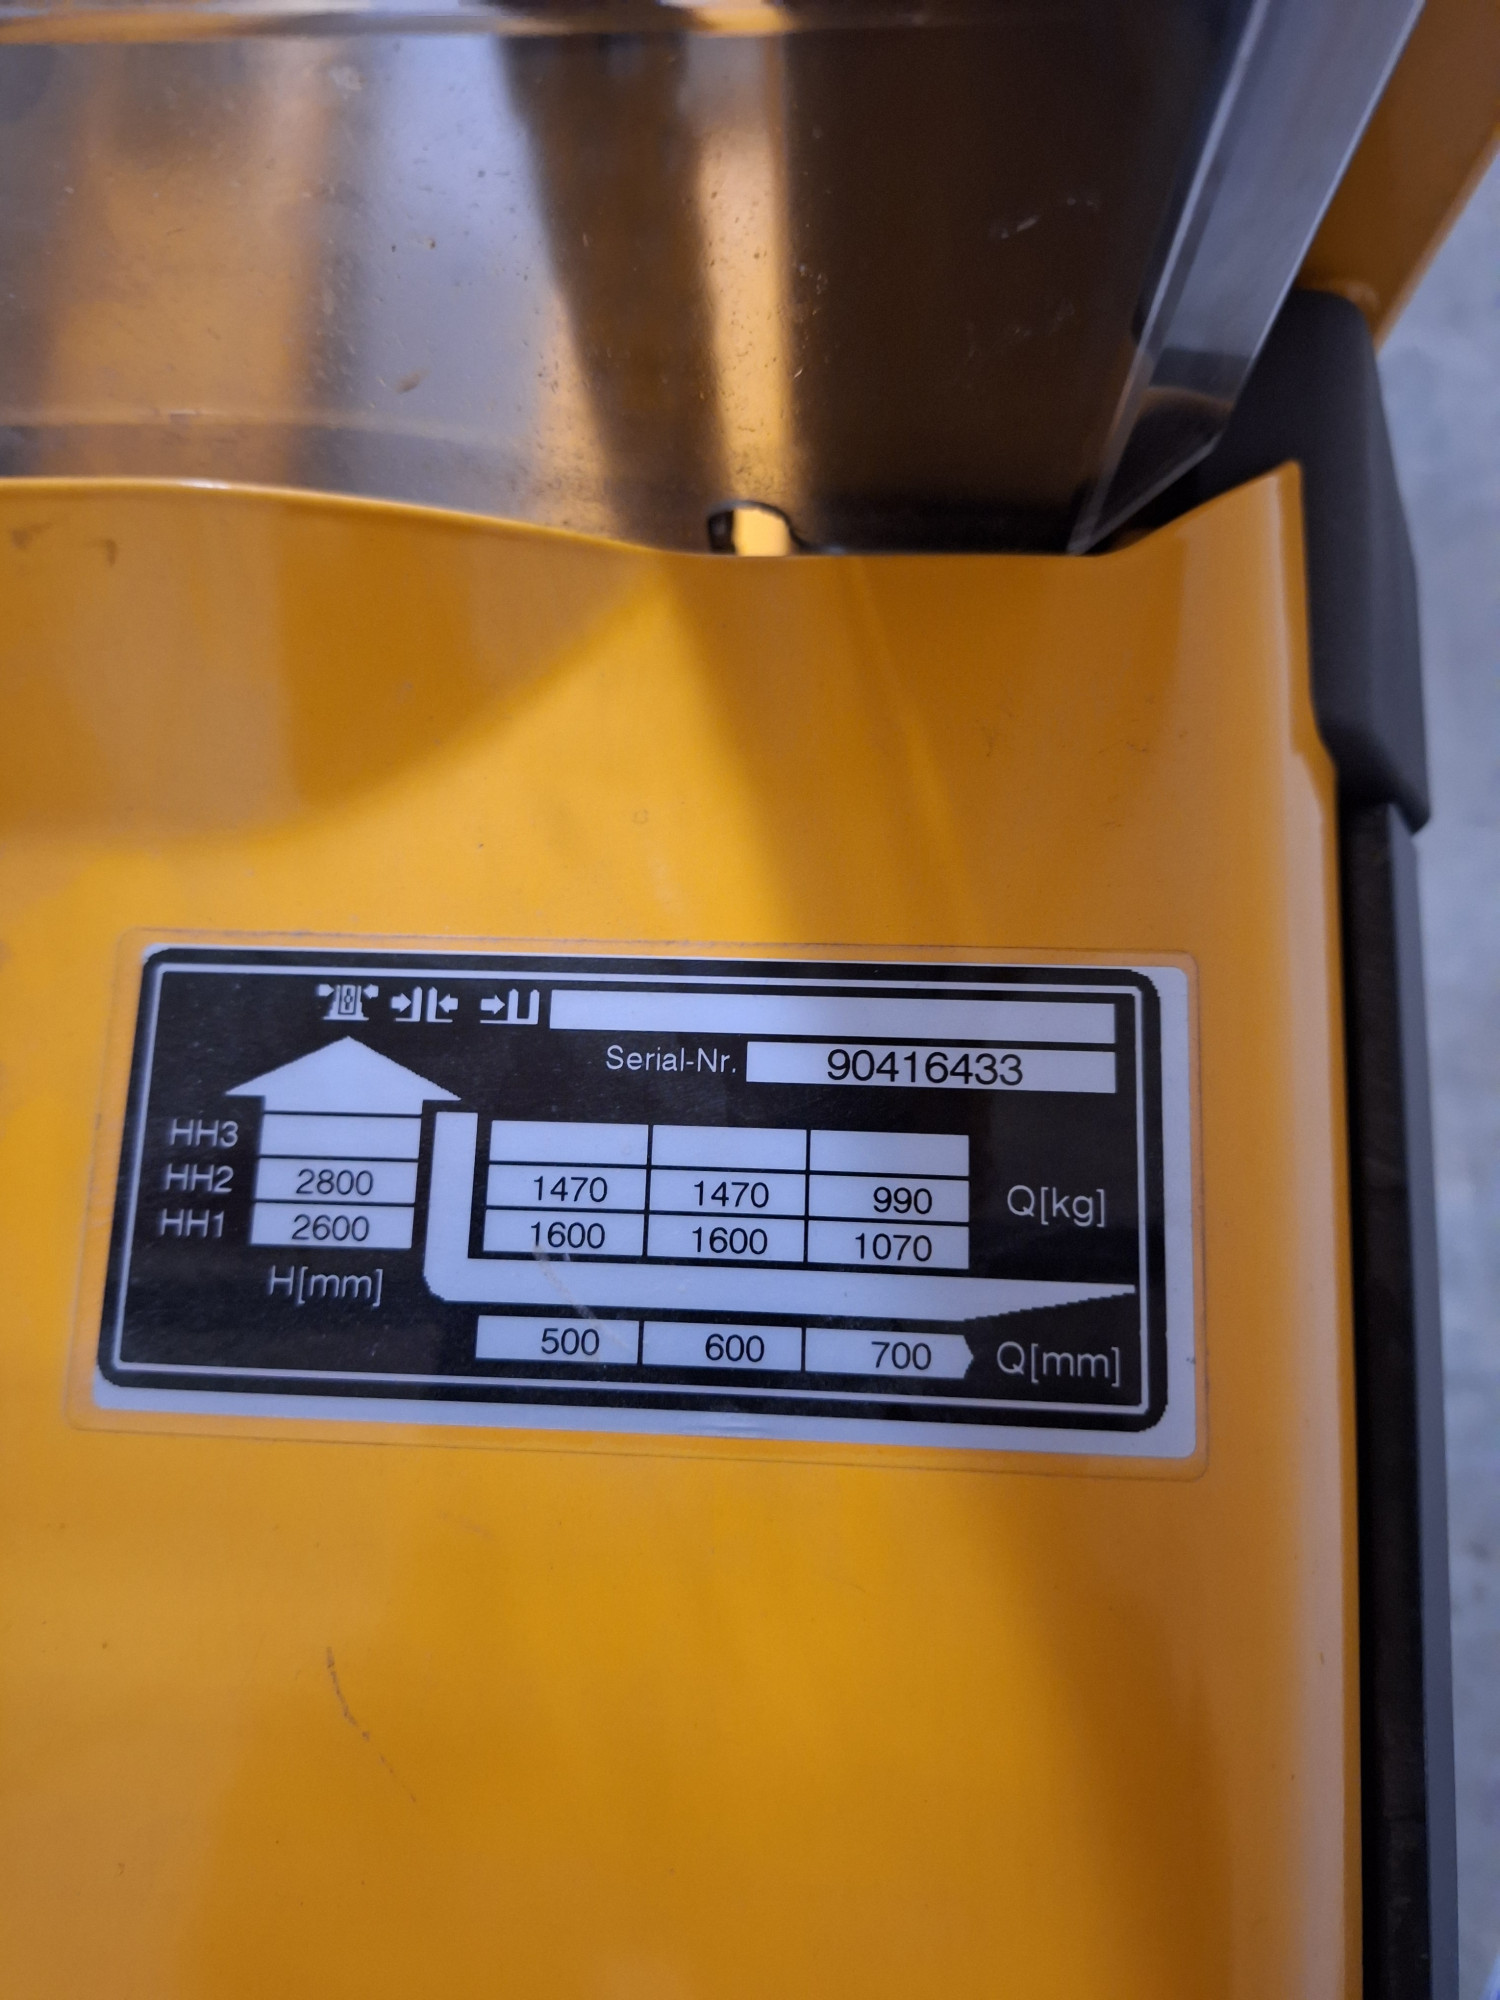 Serial-Nr. 90416433
HH3
HH2 2800 1470 1470 990 Q[kg]
HH1 2600 1600 1600 1070
H[mm]
500 600 700 Q[mm]